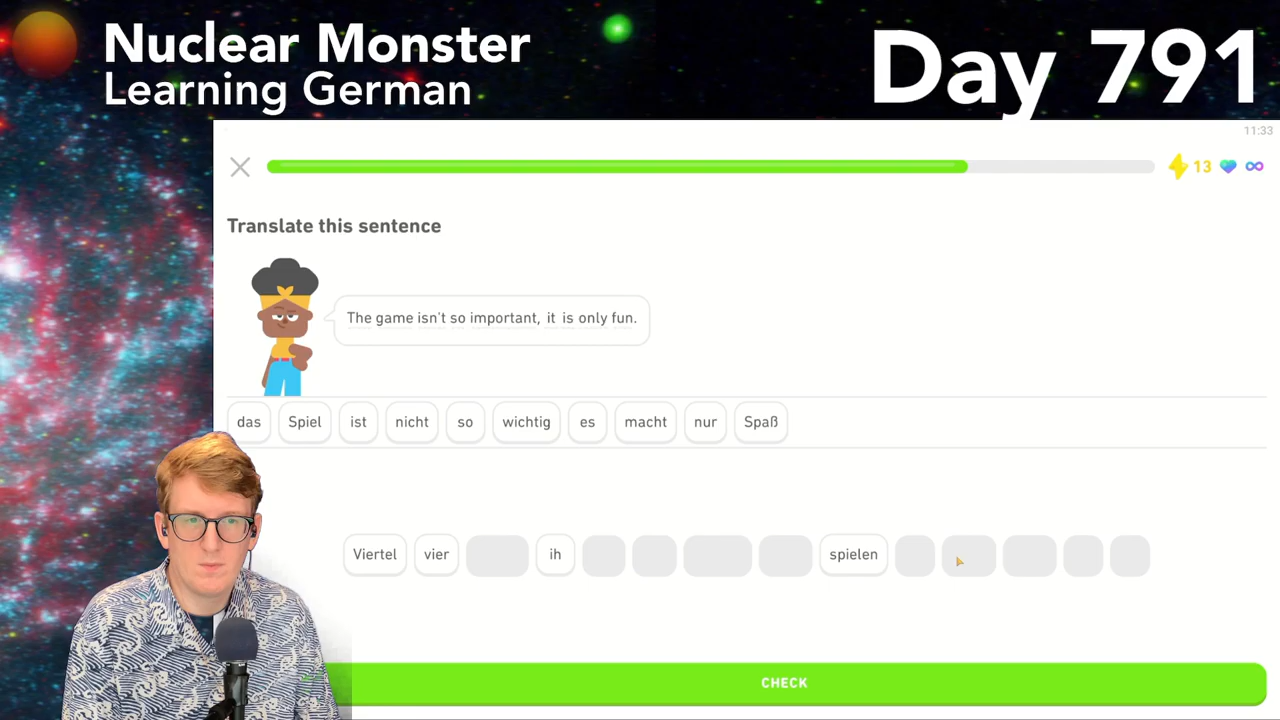 Nuclear Monster
Learning German
Day 791
11:33
13
Translate this sentence
The game isn't so important, it is only fun.
das Spiel ist nicht so wichtig es macht nur Spaß
Viertel vier ih spielen
CHECK